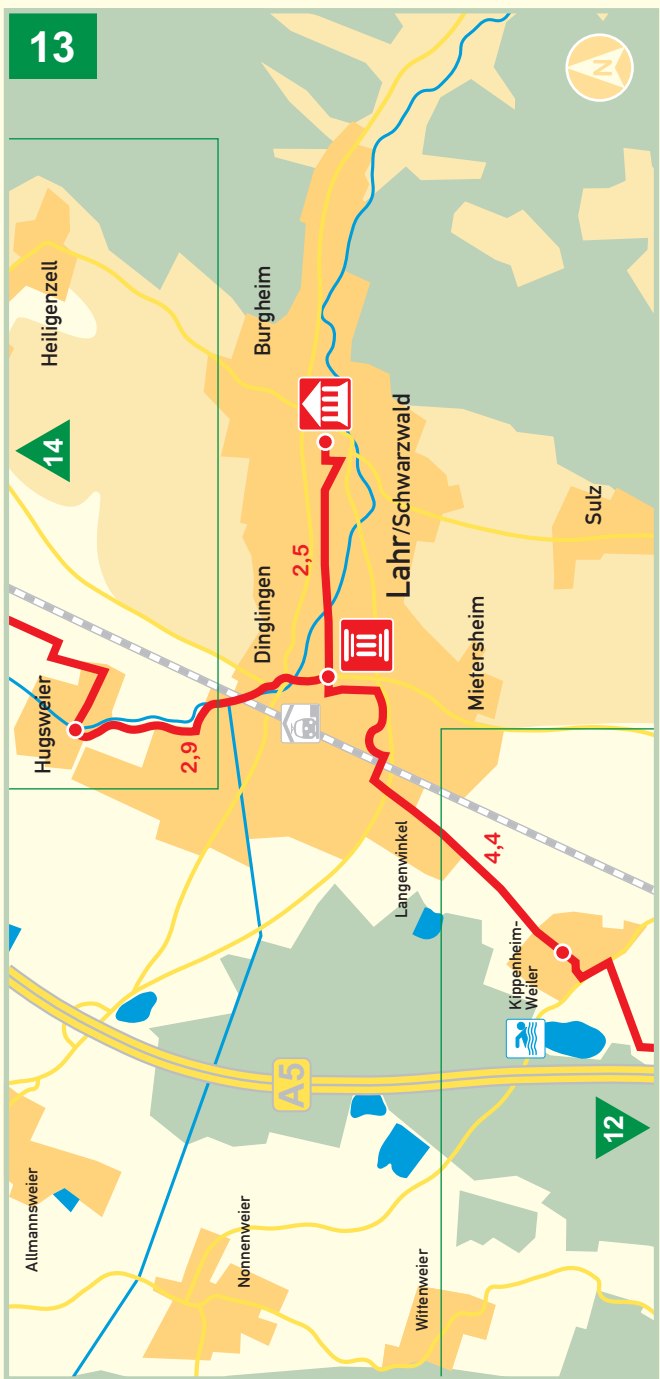 13
N
Heiligenzell
Burgheim
14
Lahr/Schwarzwald
Sulz
2,5
Dinglingen
Mietersheim
Hugsweier
2,9
Langenwinkel
4,4
Kippenheim-
Weiler
A5
12
Allmannsweier
Nonnenweier
Wittenweier